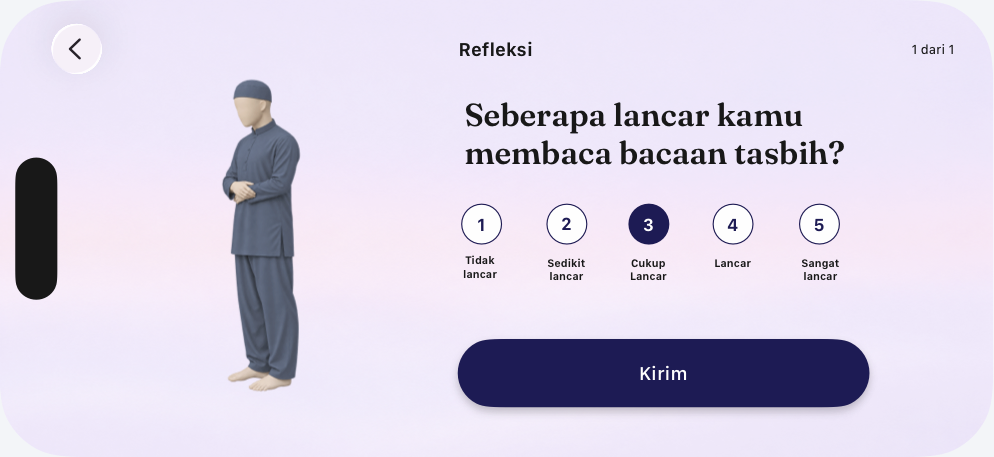 Refleksi
1 dari 1
Seberapa lancar kamu
membaca bacaan tasbih?
1
2
3
4
5
Tidak
lancar
Sedikit
lancar
Cukup
Lancar
Lancar
Sangat
lancar
Kirim